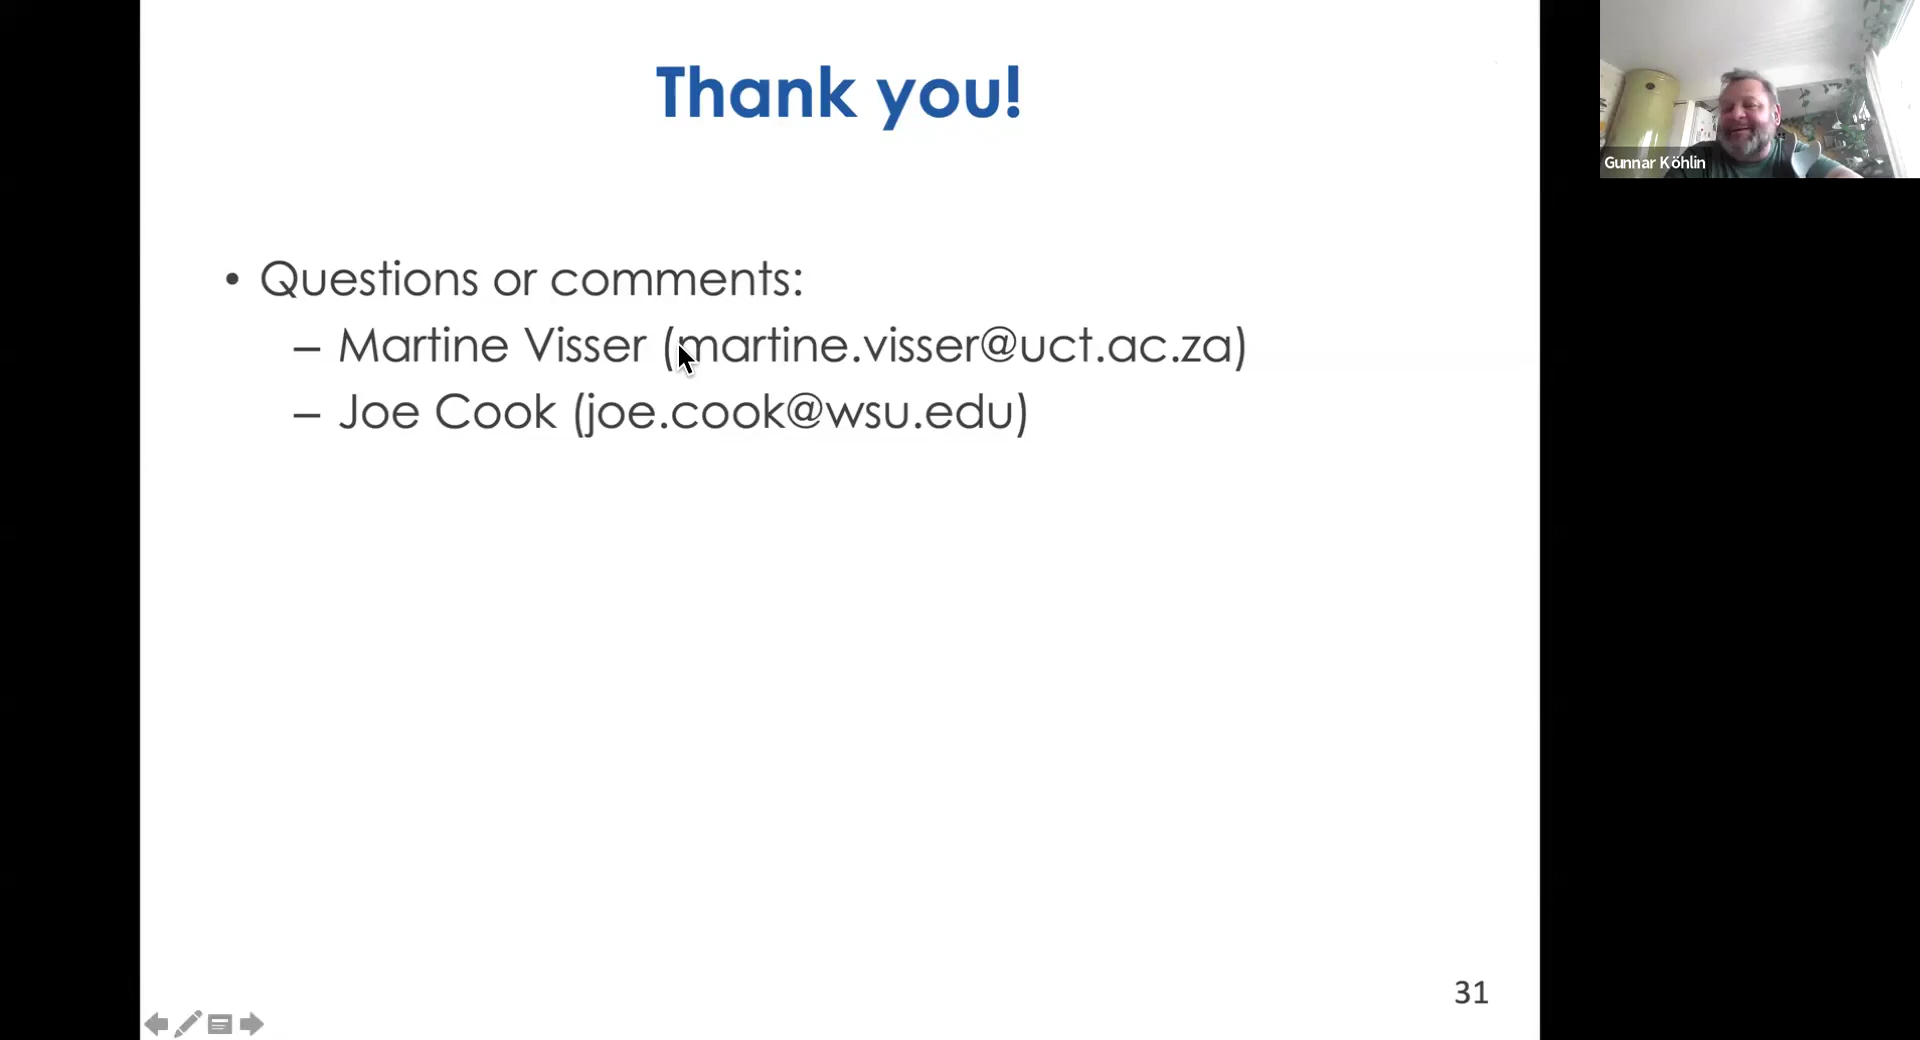 Thank you!
• Questions or comments:
– Martine Visser (martine.visser@uct.ac.za)
– Joe Cook (joe.cook@wsu.edu)
31
Gunnar Köhlin